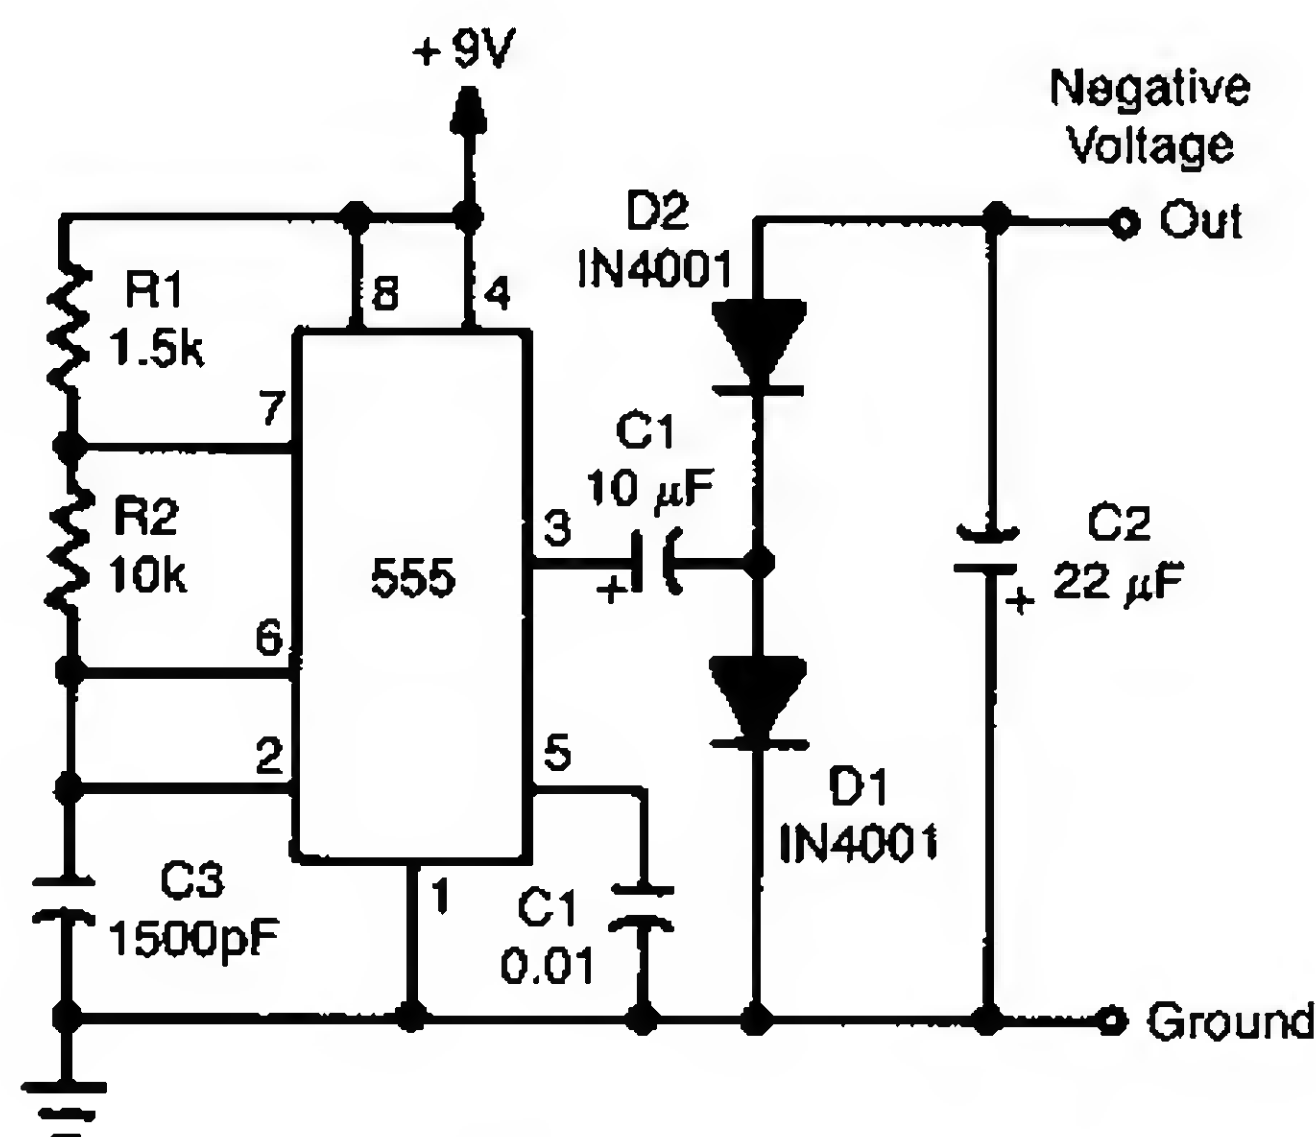 + 9V
Negative
Voltage
Out
D2
IN4001
R1
1.5k
8
4
7
C1
10 µF
R2
10k
3
+
555
C2
22 µF
+
6
2
5
D1
IN4001
C3
1500pF
1
C1
0.01
Ground